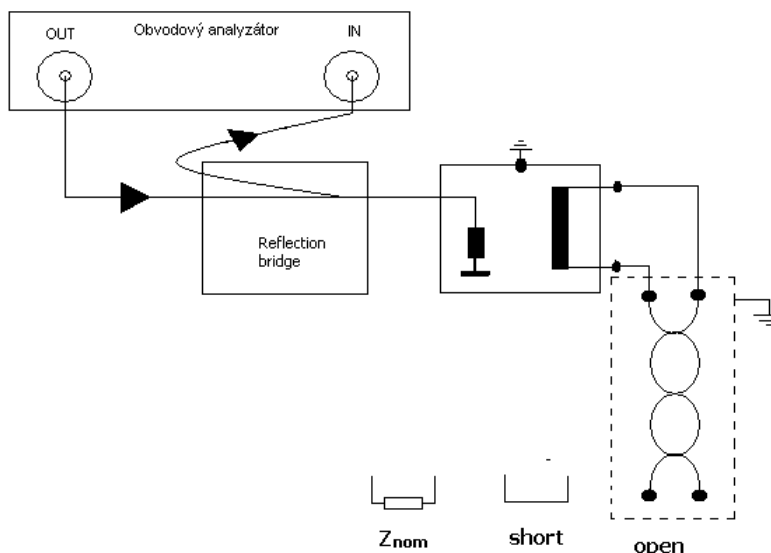 OUT
Obvodový analyzátor
IN
Reflection
bridge
Znom
short
open